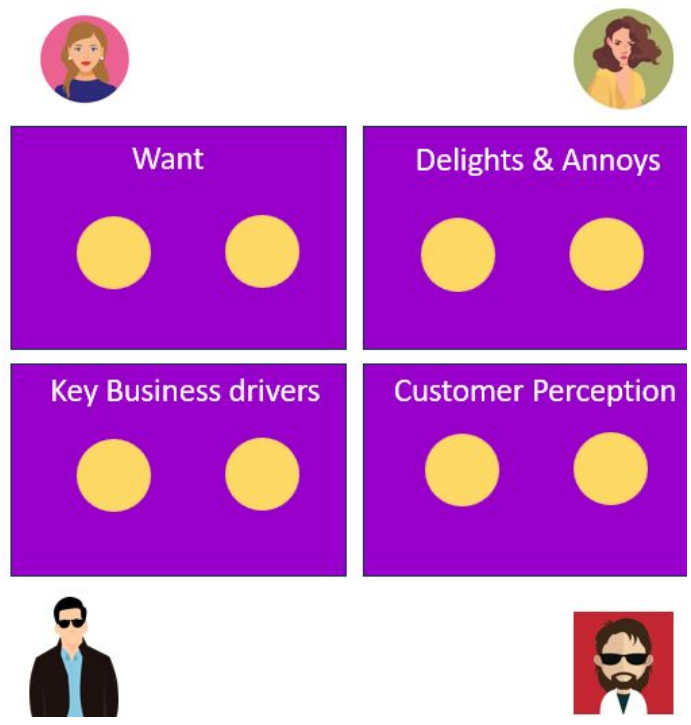 Want
Delights & Annoys
Key Business drivers
Customer Perception